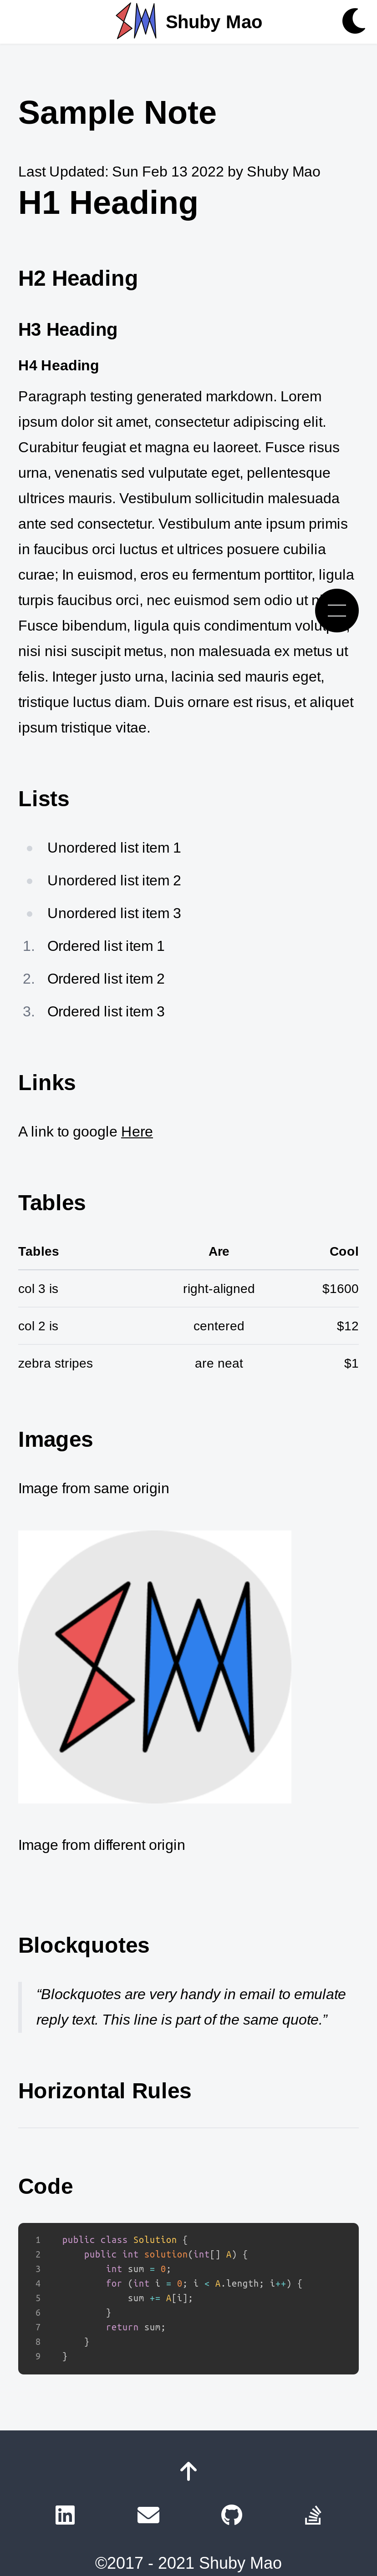 Shuby Mao
Sample Note
Last Updated: Sun Feb 13 2022 by Shuby Mao
H1 Heading
H2 Heading
H3 Heading
H4 Heading
Paragraph testing generated markdown. Lorem
ipsum dolor sit amet, consectetur adipiscing elit.
Curabitur feugiat et magna eu laoreet. Fusce risus
urna, venenatis sed vulputate eget, pellentesque
ultrices mauris. Vestibulum sollicitudin malesuada
ante sed consectetur. Vestibulum ante ipsum primis
in faucibus orci luctus et ultrices posuere cubilia
curae; In euismod, eros eu fermentum porttitor, ligula
turpis faucibus orci, nec euismod sem odio ut
Fusce bibendum, ligula quis condimentum
nisi nisi suscipit metus, non malesuada ex metus ut
felis. Integer justo urna, lacinia sed mauris eget,
tristique luctus diam. Duis ornare est risus, et aliquet
ipsum tristique vitae.
Lists
Unordered list item 1
Unordered list item 2
Unordered list item 3
1. Ordered list item 1
2. Ordered list item 2
3. Ordered list item 3
Links
A link to google Here
Tables
Tables Are Cool
col 3 is right-aligned $1600
col 2 is centered $12
zebra stripes are neat $1
Images
Image from same origin
SM
Image from different origin
Blockquotes
“Blockquotes are very handy in email to emulate
reply text. This line is part of the same quote.”
Horizontal Rules
Code
1 public class Solution {
2 public int solution(int[] A) {
3 int sum = 0;
4 for (int i = 0; i < A.length; i++) {
5 sum += A[i];
6 }
7 return sum;
8 }
9 }
©2017 - 2021 Shuby Mao